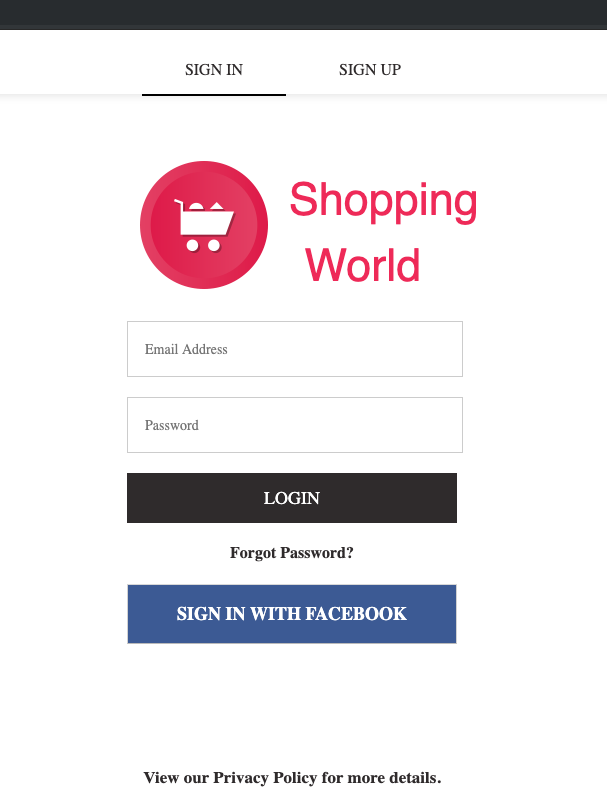 SIGN IN
SIGN UP
Shopping
World
Email Address
Password
LOGIN
Forgot Password?
SIGN IN WITH FACEBOOK
View our Privacy Policy for more details.